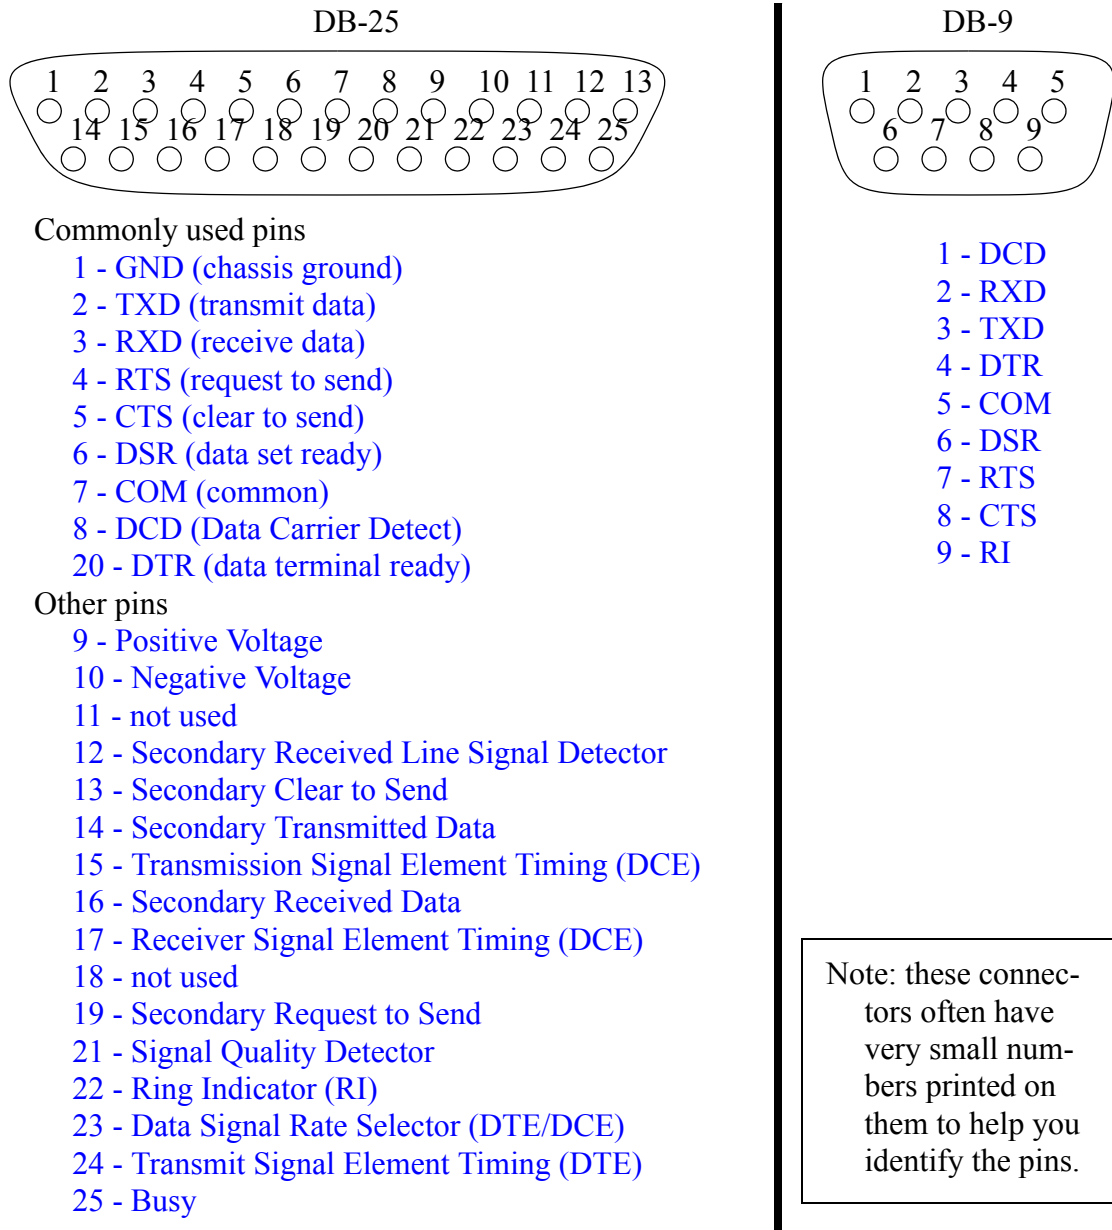 DB-25
1 2 3 4 5 6 7 8 9 10 11 12 13
14 15 16 17 18 19 20 21 22 23 24 25
Commonly used pins
1 - GND (chassis ground)
2 - TXD (transmit data)
3 - RXD (receive data)
4 - RTS (request to send)
5 - CTS (clear to send)
6 - DSR (data set ready)
7 - COM (common)
8 - DCD (Data Carrier Detect)
20 - DTR (data terminal ready)
Other pins
9 - Positive Voltage
10 - Negative Voltage
11 - not used
12 - Secondary Received Line Signal Detector
13 - Secondary Clear to Send
14 - Secondary Transmitted Data
15 - Transmission Signal Element Timing (DCE)
16 - Secondary Received Data
17 - Receiver Signal Element Timing (DCE)
18 - not used
19 - Secondary Request to Send
21 - Signal Quality Detector
22 - Ring Indicator (RI)
23 - Data Signal Rate Selector (DTE/DCE)
24 - Transmit Signal Element Timing (DTE)
25 - Busy
DB-9
1 2 3 4 5
6 7 8 9
1 - DCD
2 - RXD
3 - TXD
4 - DTR
5 - COM
6 - DSR
7 - RTS
8 - CTS
9 - RI
Note: these connec-
tors often have
very small num-
bers printed on
them to help you
identify the pins.